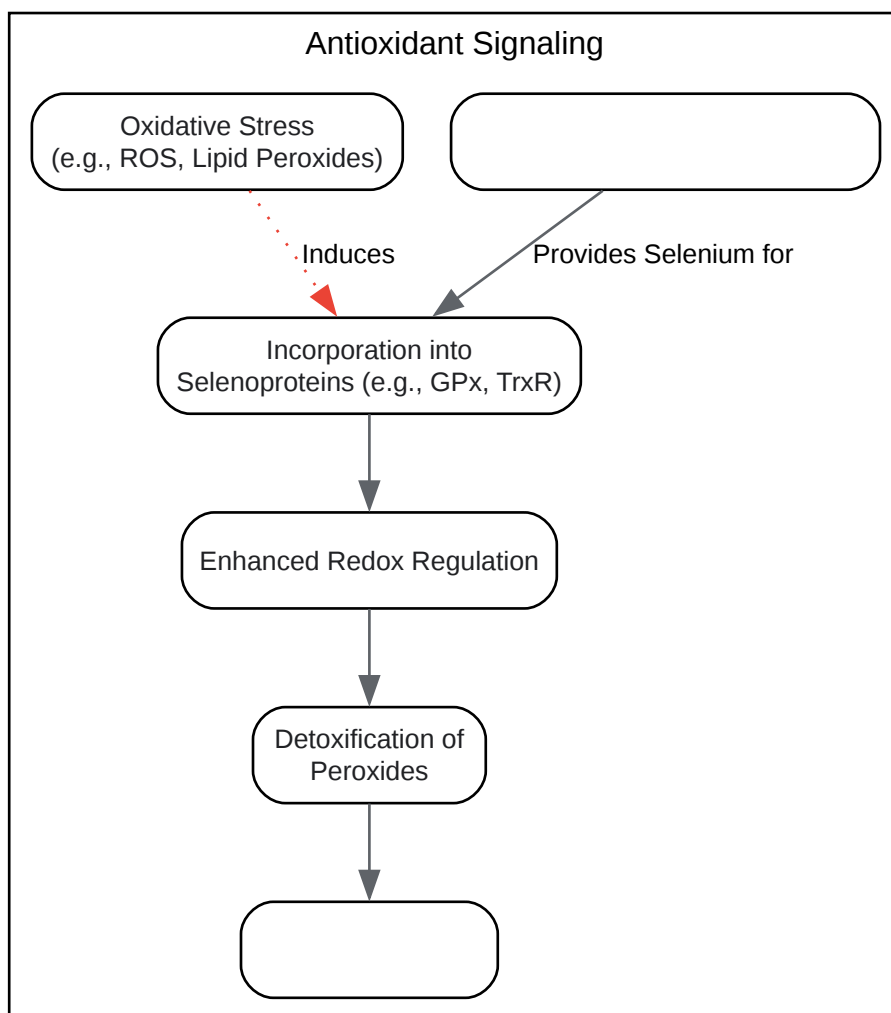 Antioxidant Signaling
Oxidative Stress
(e.g., ROS, Lipid Peroxides)
Induces
Provides Selenium for
Incorporation into
Selenoproteins (e.g., GPx, TrxR)
Enhanced Redox Regulation
Detoxification of
Peroxides